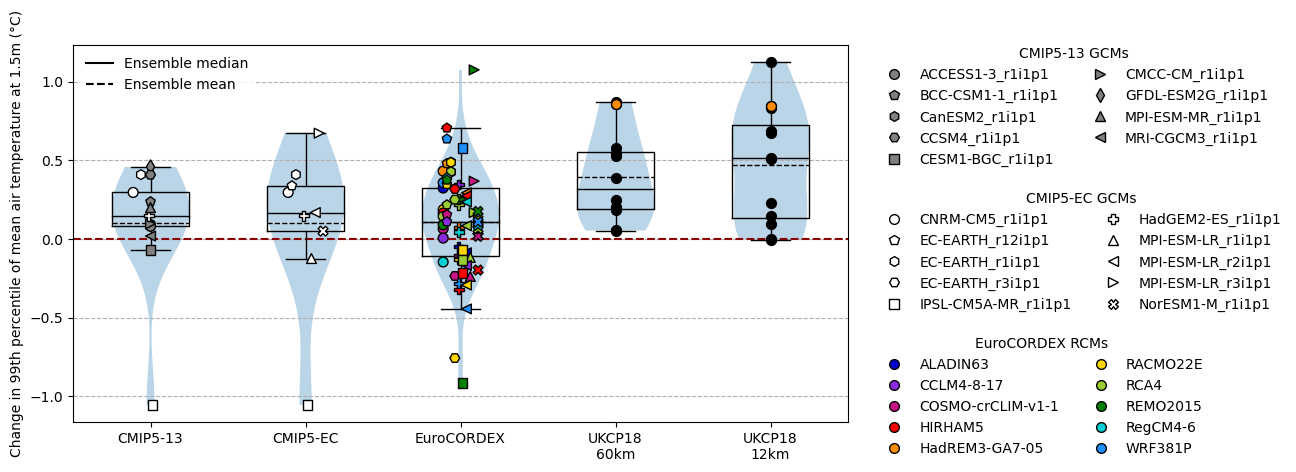 Change in 99th percentile of mean air temperature at 1.5m (°C)
1.0
0.5
0.0
−0.5
−1.0
Ensemble median
Ensemble mean
CMIP5-13
CMIP5-EC
EuroCORDEX
UKCP18
60km
UKCP18
12km
CMIP5-13 GCMs
ACCESS1-3_r1i1p1
BCC-CSM1-1_r1i1p1
CanESM2_r1i1p1
CCSM4_r1i1p1
CESM1-BGC_r1i1p1
CMCC-CM_r1i1p1
GFDL-ESM2G_r1i1p1
MPI-ESM-MR_r1i1p1
MRI-CGCM3_r1i1p1
CMIP5-EC GCMs
CNRM-CM5_r1i1p1
EC-EARTH_r12i1p1
EC-EARTH_r1i1p1
EC-EARTH_r3i1p1
IPSL-CM5A-MR_r1i1p1
HadGEM2-ES_r1i1p1
MPI-ESM-LR_r1i1p1
MPI-ESM-LR_r2i1p1
MPI-ESM-LR_r3i1p1
NorESM1-M_r1i1p1
EuroCORDEX RCMs
ALADIN63
CCLM4-8-17
COSMO-crCLIM-v1-1
HIRHAM5
HadREM3-GA7-05
RACMO22E
RCA4
REMO2015
RegCM4-6
WRF381P